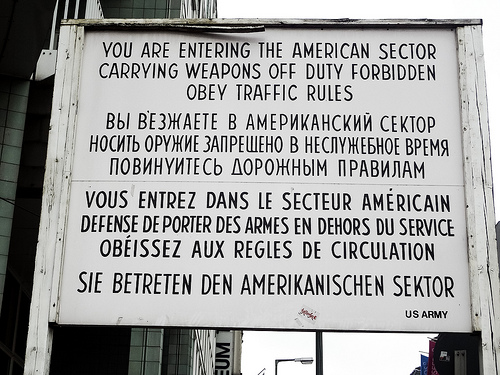 YOU ARE ENTERING THE AMERICAN SECTOR
CARRYING WEAPONS OFF DUTY FORBIDDEN
OBEY TRAFFIC RULES
ВЫ ВЪЕЗЖАЕТЕ В АМЕРИКАНСКИЙ СЕКТОР
НОСИТЬ ОРУЖИЕ ЗАПРЕЩЕНО В НЕСЛУЖЕБНОЕ ВРЕМЯ
ПОВИНУИТЕСЬ ДОРОЖНЫМ ПРАВИЛАМ
VOUS ENTREZ DANS LE SECTEUR AMÉRICAIN
DEFENSE DE PORTER DES ARMES EN DEHORS DU SERVICE
OBÉISSEZ AUX REGLES DE CIRCULATION
SIE BETRETEN DEN AMERIKANISCHEN SEKTOR
US ARMY
EUM